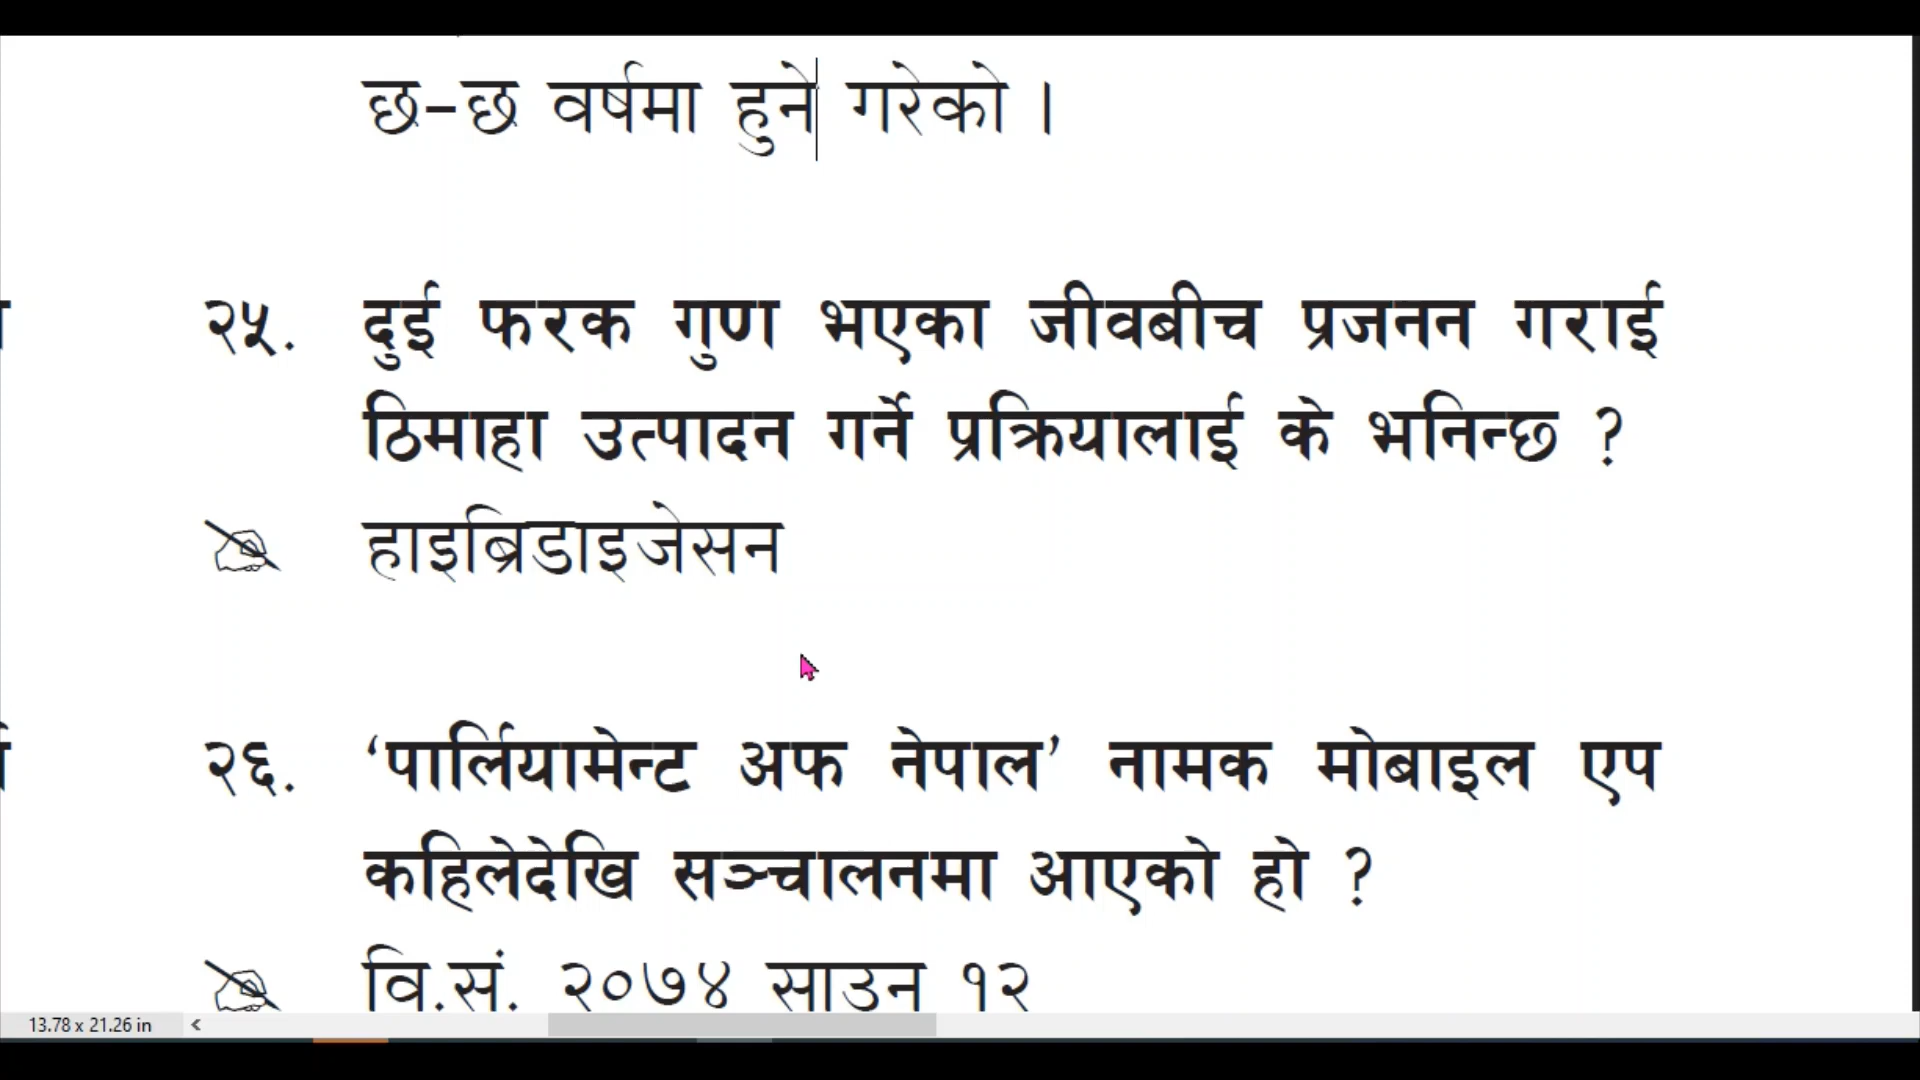 छ-छ वर्षमा हुने गरेको ।
२५. दुई फरक गुण भएका जीवबीच प्रजनन गराई
ठिमाहा उत्पादन गर्ने प्रक्रियालाई के भनिन्छ ?
हाइब्रिडाइजेसन
२६. ‘पार्लियामेन्ट अफ नेपाल’ नामक मोबाइल एप
कहिलेदेखि सञ्चालनमा आएको हो ?
वि.सं. २०७४ साउन १२
13.78 x 21.26 in